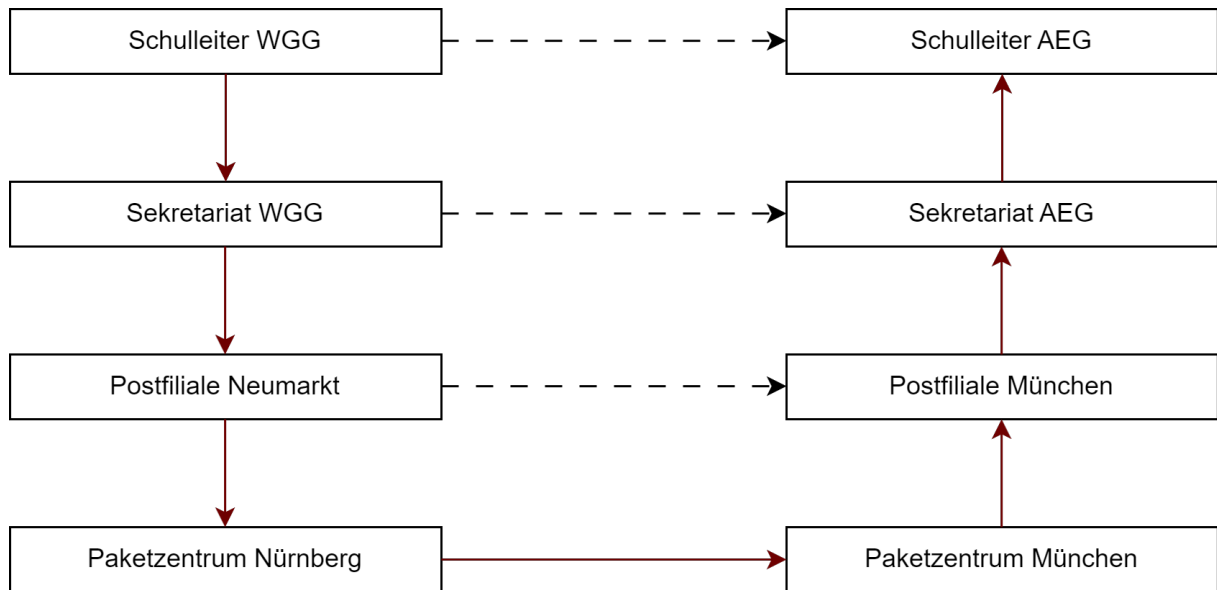 Schulleiter WGG
Schulleiter AEG
Sekretariat WGG
Sekretariat AEG
Postfiliale Neumarkt
Postfiliale München
Paketzentrum Nürnberg
Paketzentrum München